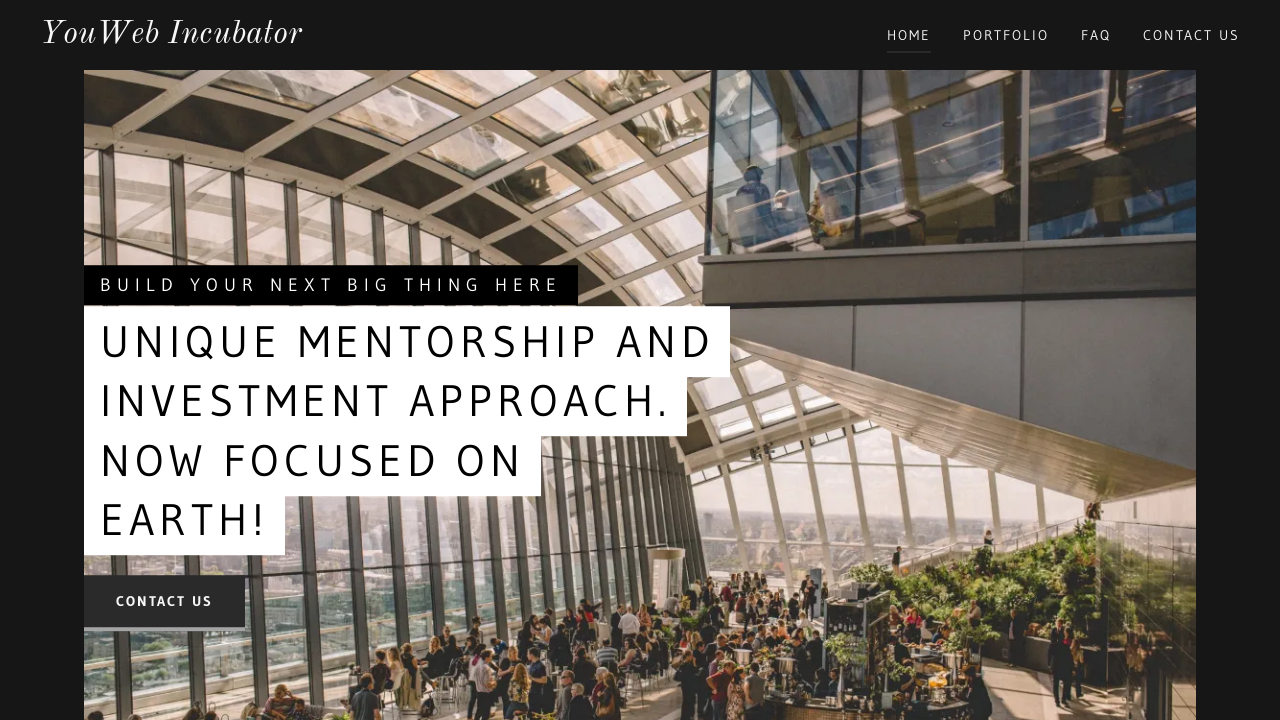 YouWeb Incubator
HOME PORTFOLIO FAQ CONTACT US
BUILD YOUR NEXT BIG THING HERE
UNIQUE MENTORSHIP AND
INVESTMENT APPROACH.
NOW FOCUSED ON
EARTH!
CONTACT US